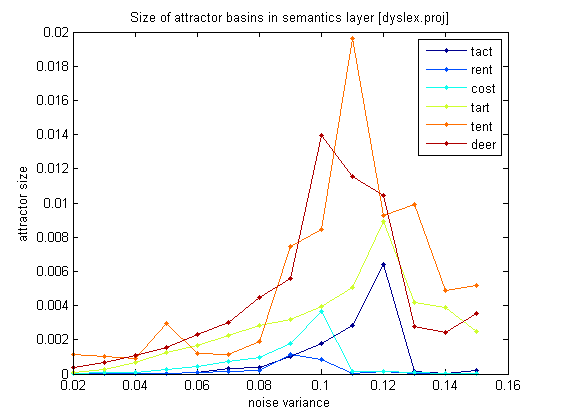 Size of attractor basins in semantics layer [dyslex.proj]
0.02
0.018
0.016
0.014
0.012
0.01
0.008
0.006
0.004
0.002
0
attractor size
tact
rent
cost
tart
tent
deer
0.02 0.04 0.06 0.08 0.1 0.12 0.14 0.16
noise variance